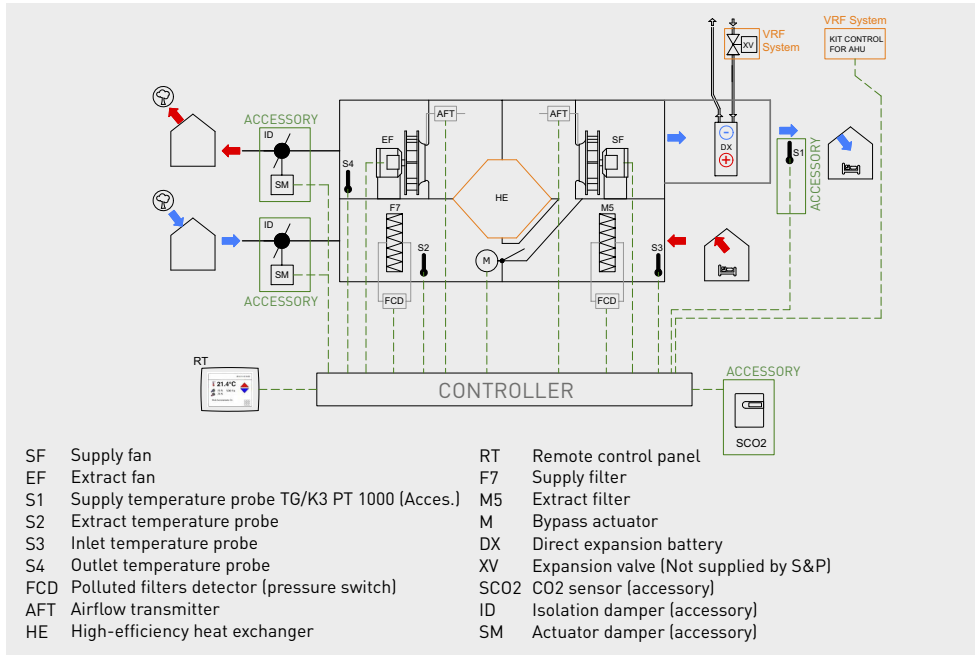 VRF System
KIT CONTROL
FOR AHU
VRF
System
XV
ACCESSORY
ID
SM
AFT
AFT
EF
SF
DX
S1
ACCESSORY
S4
HE
F7
M5
ID
SM
ACCESSORY
S2
M
S3
FCD
FCD
RT
21.4°C
CONTROLLER
ACCESSORY
SCO2
SF Supply fan
EF Extract fan
S1 Supply temperature probe TG/K3 PT 1000 (Acces.)
S2 Extract temperature probe
S3 Inlet temperature probe
S4 Outlet temperature probe
FCD Polluted filters detector (pressure switch)
AFT Airflow transmitter
HE High-efficiency heat exchanger
RT Remote control panel
F7 Supply filter
M5 Extract filter
M Bypass actuator
DX Direct expansion battery
XV Expansion valve (Not supplied by S&P)
SCO2 CO2 sensor (accessory)
ID Isolation damper (accessory)
SM Actuator damper (accessory)